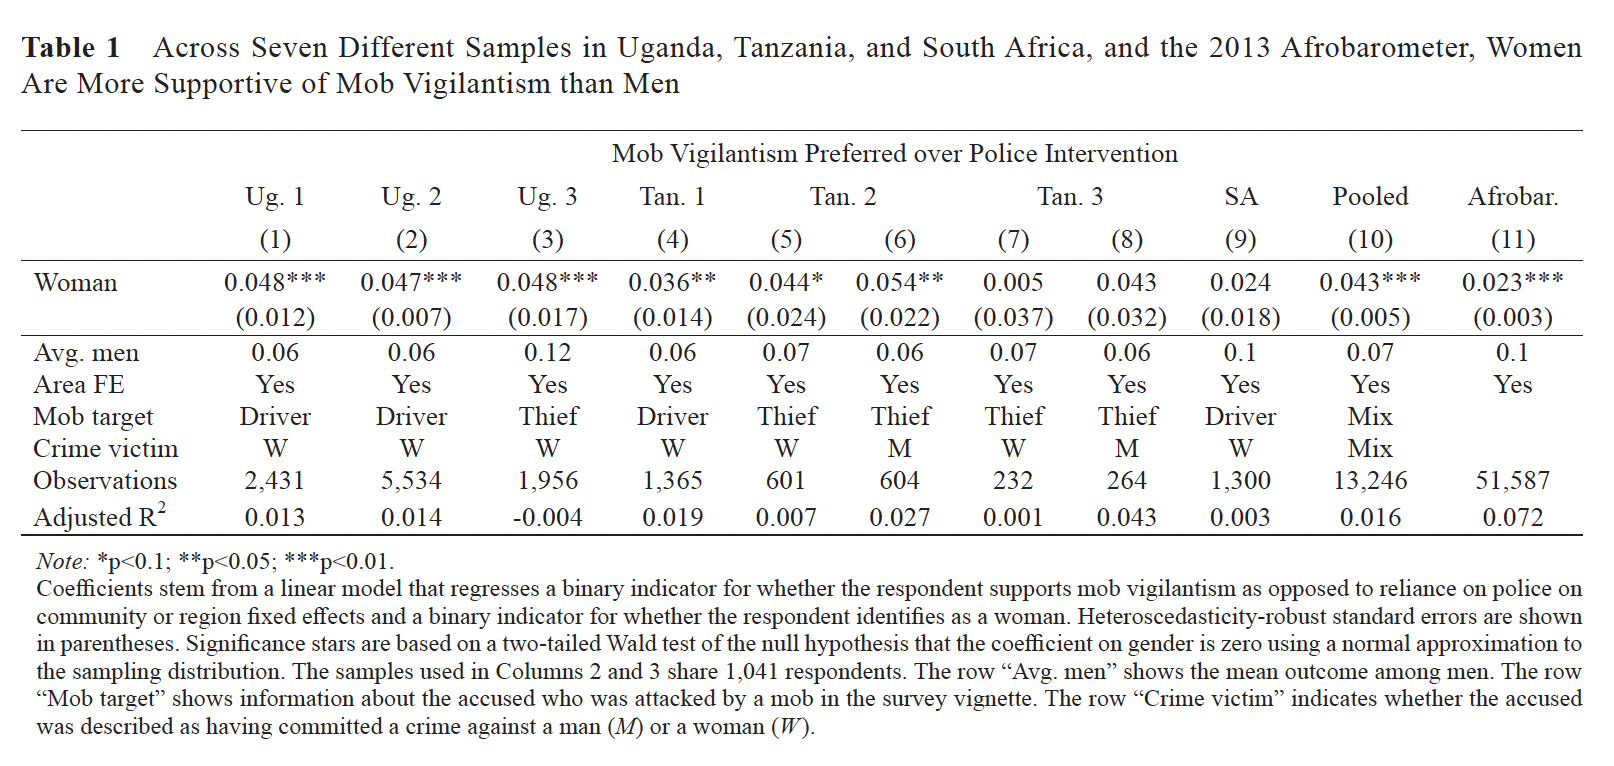 Table 1 Across Seven Different Samples in Uganda, Tanzania, and South Africa, and the 2013 Afrobarometer, Women
Are More Supportive of Mob Vigilantism than Men
Mob Vigilantism Preferred over Police Intervention
Ug. 1 Ug. 2 Ug. 3 Tan. 1 Tan. 2 Tan. 3 SA Pooled Afrobar.
(1) (2) (3) (4) (5) (6) (7) (8) (9) (10) (11)
Woman 0.048*** 0.047*** 0.048*** 0.036** 0.044* 0.054** 0.005 0.043 0.024 0.043*** 0.023***
(0.012) (0.007) (0.017) (0.014) (0.024) (0.022) (0.037) (0.032) (0.018) (0.005) (0.003)
Avg. men 0.06 0.06 0.12 0.06 0.07 0.06 0.07 0.06 0.1 0.07 0.1
Area FE Yes Yes Yes Yes Yes Yes Yes Yes Yes Yes Yes
Mob target Driver Driver Thief Driver Thief Thief Thief Thief Driver Mix
Crime victim W W W W W M W M W Mix
Observations 2,431 5,534 1,956 1,365 601 604 232 264 1,300 13,246 51,587
Adjusted R² 0.013 0.014 -0.004 0.019 0.007 0.027 0.001 0.043 0.003 0.016 0.072
Note: *p<0.1; **p<0.05; ***p<0.01.
Coefficients stem from a linear model that regresses a binary indicator for whether the respondent supports mob vigilantism as opposed to reliance on police on
community or region fixed effects and a binary indicator for whether the respondent identifies as a woman. Heteroscedasticity-robust standard errors are shown
in parentheses. Significance stars are based on a two-tailed Wald test of the null hypothesis that the coefficient on gender is zero using a normal approximation to
the sampling distribution. The samples used in Columns 2 and 3 share 1,041 respondents. The row “Avg. men” shows the mean outcome among men. The row
“Mob target” shows information about the accused who was attacked by a mob in the survey vignette. The row “Crime victim” indicates whether the accused
was described as having committed a crime against a man (M) or a woman (W).